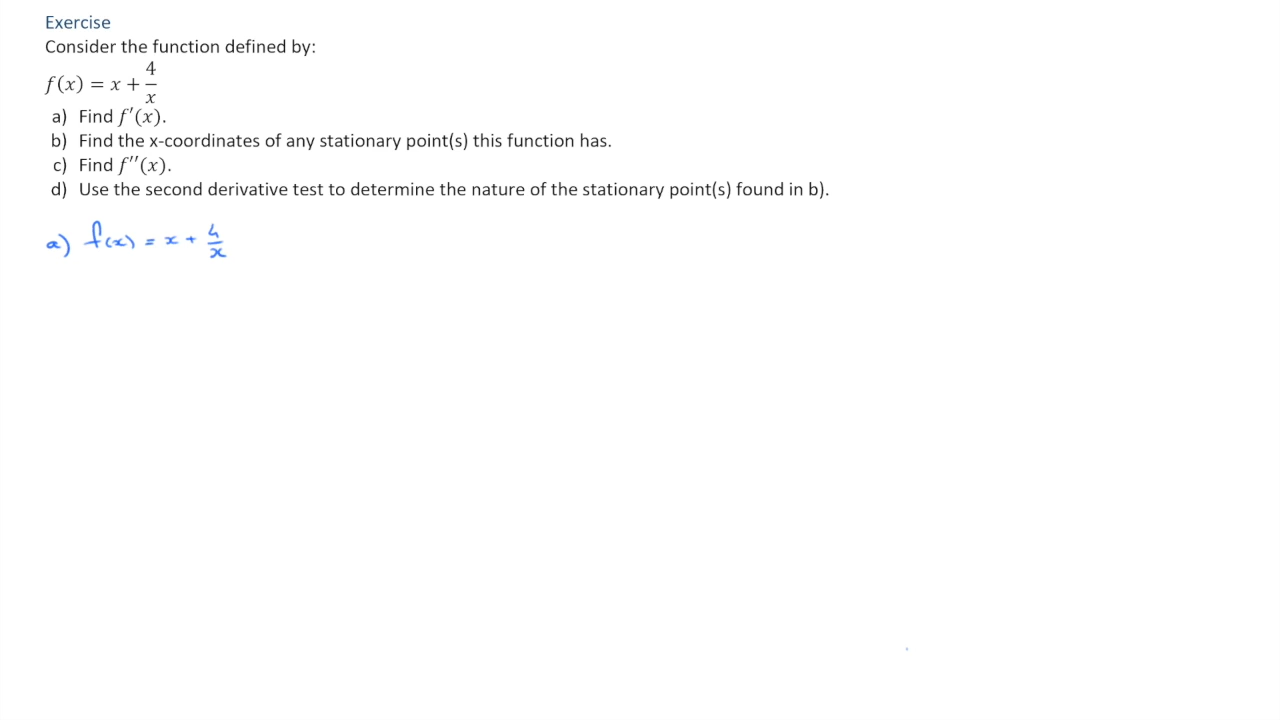 Exercise
Consider the function defined by:
f(x) = x + 4/x
a) Find f′(x).
b) Find the x-coordinates of any stationary point(s) this function has.
c) Find f′′(x).
d) Use the second derivative test to determine the nature of the stationary point(s) found in b).
a) f(x) = x + 4/x